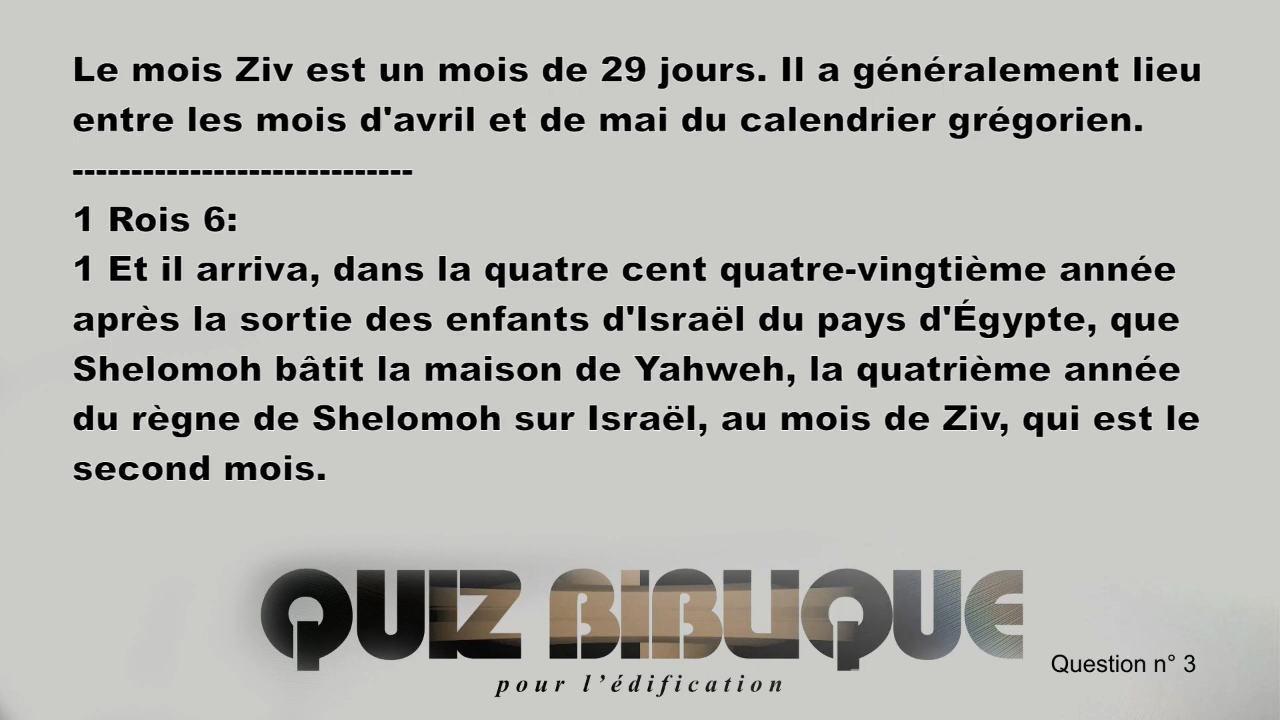 Le mois Ziv est un mois de 29 jours. Il a généralement lieu
entre les mois d'avril et de mai du calendrier grégorien.
-----------------------------
1 Rois 6:
1 Et il arriva, dans la quatre cent quatre-vingtième année
après la sortie des enfants d'Israël du pays d'Égypte, que
Shelomoh bâtit la maison de Yahweh, la quatrième année
du règne de Shelomoh sur Israël, au mois de Ziv, qui est le
second mois.
QUIZ BIBLIQUE
pour l'édification
Question n° 3